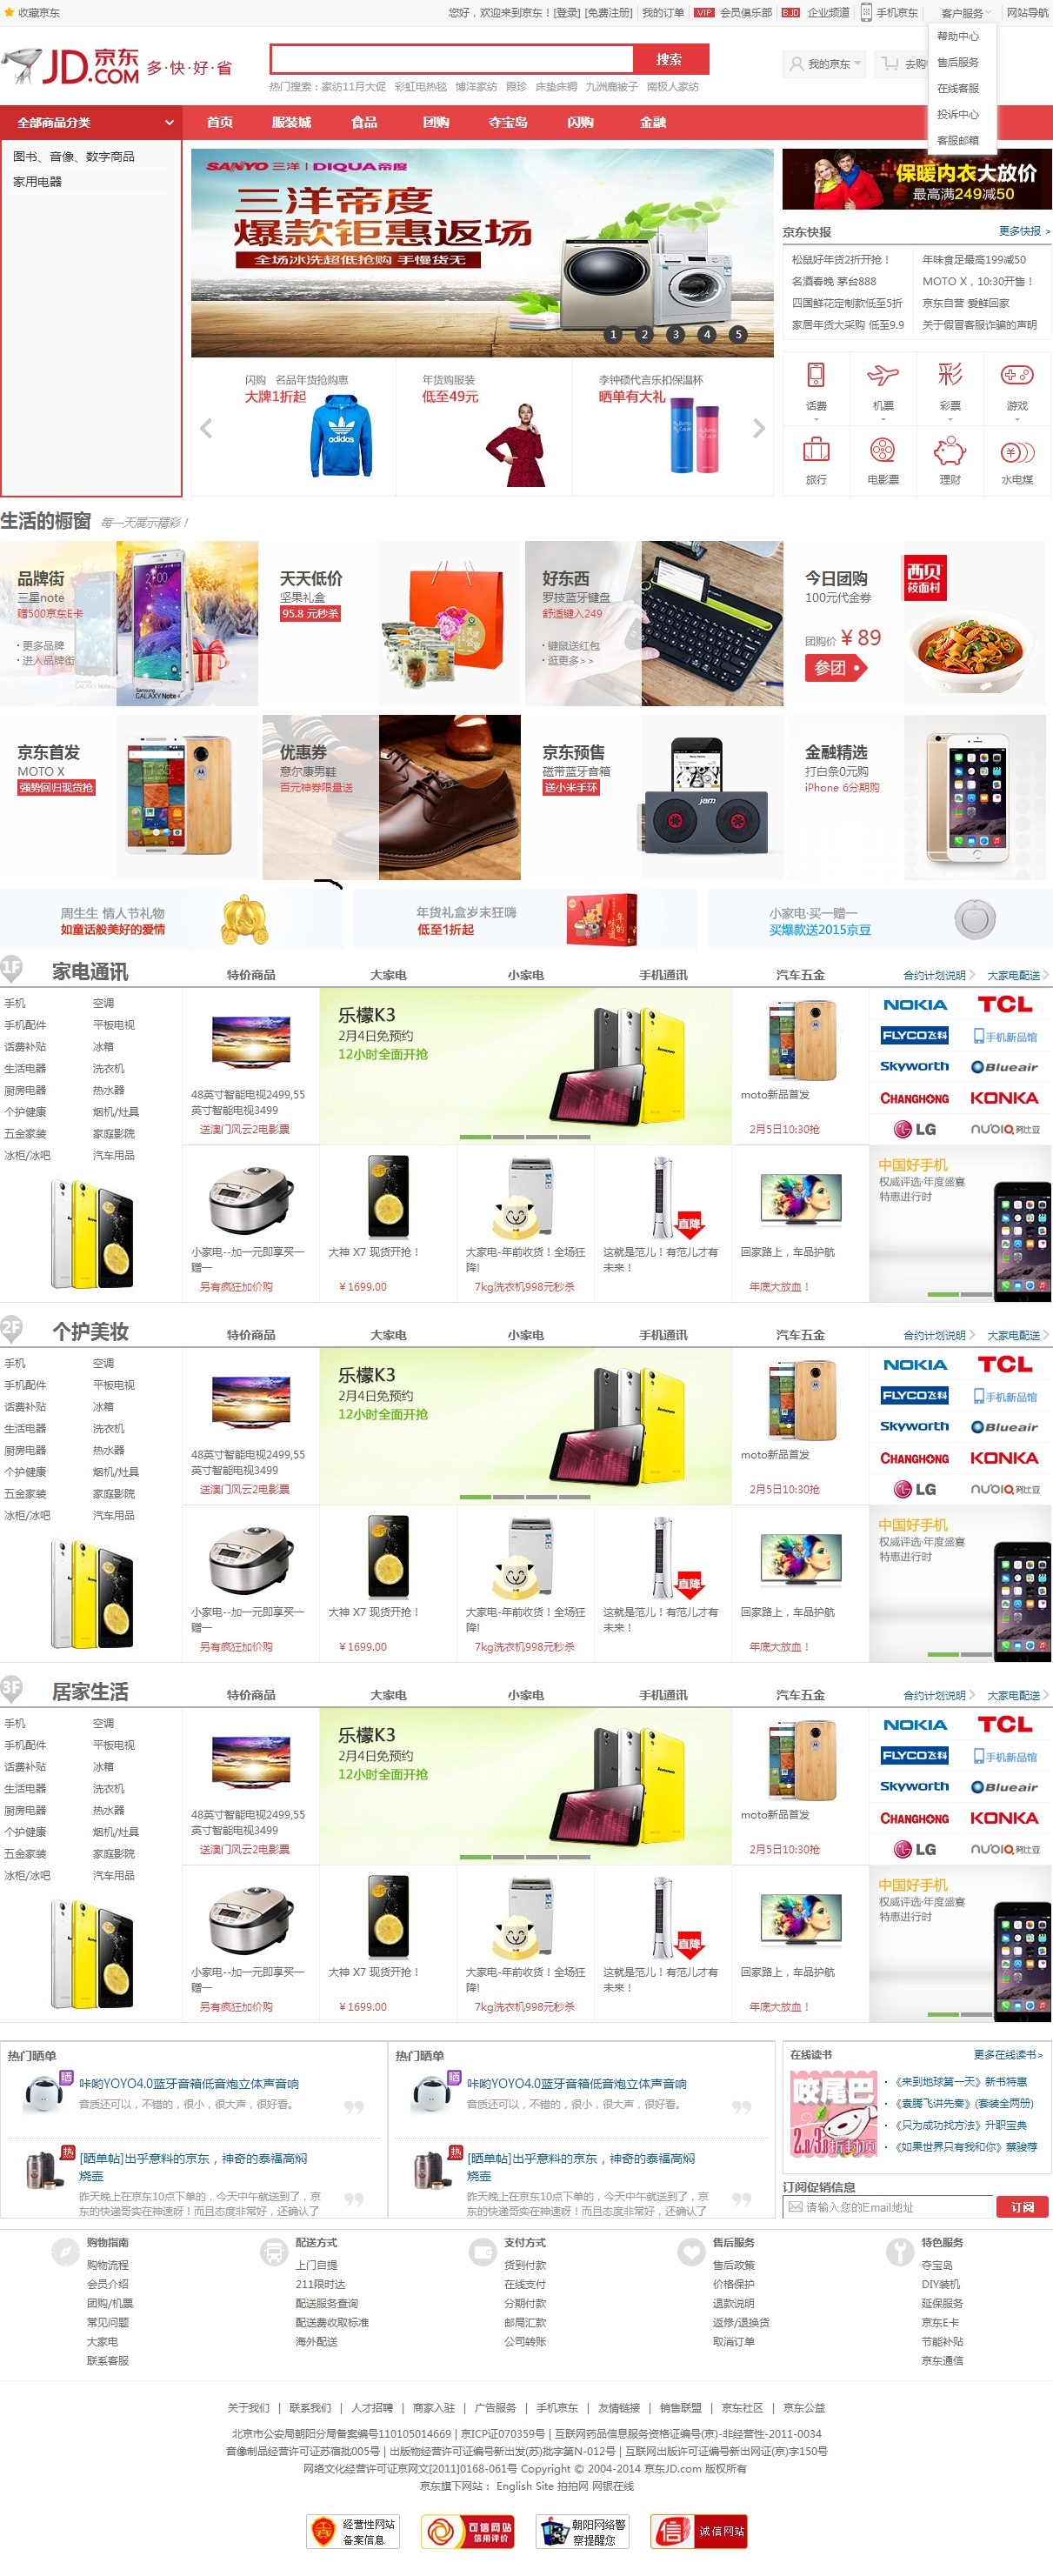 收藏京东
您好，欢迎来到京东！[登录] [免费注册] 我的订单 VIP 会员俱乐部 企业频道 手机京东 客户服务 网站导航
帮助中心
售后服务
在线客服
投诉中心
客服邮箱
JD.COM 京东 多·快·好·省
搜索
我的京东 去购
热门搜索：家纺11月大促 彩虹电热毯 博洋家纺 霞珍 床垫床褥 九洲鹿被子 南极人家纺
全部商品分类 首页 服装城 食品 团购 夺宝岛 闪购 金融
图书、音像、数字商品
家用电器
SANYO 三洋 DIQUA帝度
三洋帝度
爆款钜惠返场
全场冰洗超低抢购 手慢货无
1 2 3 4 5
保暖内衣大放价
最高满249减50
京东快报 更多快报 >
松鼠好年货2折开抢！ 年味食足最高199减50
名酒春晚 茅台888 MOTO X，10:30开售！
四国鲜花定制款低至5折 京东自营 爱鲜回家
家居年货大采购 低至9.9 关于假冒客服诈骗的声明
闪购 名品年货抢购惠
大牌1折起
adidas
年货购服装
低至49元
李钟硕代言乐扣保温杯
晒单有大礼
话费 机票 彩票 游戏
旅行 电影票 理财 水电煤
生活的橱窗 每一天展示精彩！
品牌街
三星note
赠500京东E卡
· 更多品牌
· 进入品牌街
SAMSUNG
GALAXY Note 4
天天低价
坚果礼盒
95.8 元秒杀
好东西
罗技蓝牙键盘
舒适键入249
· 键鼠送红包
· 逛更多>>
今日团购
100元代金券
团购价 ¥ 89
参团
西贝
莜面村
京东首发
MOTO X
强势回归现货抢
优惠券
意尔康男鞋
百元神券限量送
京东预售
磁带蓝牙音箱
送小米手环
jam
金融精选
打白条0元购
iPhone 6分期购
周生生 情人节礼物
如童话般美好的爱情
年货礼盒岁末狂嗨
低至1折起
小家电·买一赠一
买爆款送2015京豆
1F 家电通讯 特价商品 大家电 小家电 手机通讯 汽车五金 合约计划说明 大家电配送
手机 空调
手机配件 平板电视
话费补贴 冰箱
生活电器 洗衣机
厨房电器 热水器
个护健康 烟机/灶具
五金家装 家庭影院
冰柜/冰吧 汽车用品
48英寸智能电视2499,55
英寸智能电视3499
送澳门风云2电影票
乐檬K3
2月4日免预约
12小时全面开抢
moto新品首发
2月5日10:30抢
NOKIA TCL
FLYCO飞科 手机新品馆
Skyworth Blueair
CHANGHONG KONKA
LG nubia 努比亚
小家电--加一元即享买一
赠一
另有疯狂加价购
大神 X7 现货开抢！
¥ 1699.00
大家电-年前收货！全场狂
降!
7kg洗衣机998元秒杀
直降
这就是范儿！有范儿才有
未来！
回家路上，车品护航
年底大放血！
中国好手机
权威评选·年度盛宴
特惠进行时
2F 个护美妆 特价商品 大家电 小家电 手机通讯 汽车五金 合约计划说明 大家电配送
手机 空调
手机配件 平板电视
话费补贴 冰箱
生活电器 洗衣机
厨房电器 热水器
个护健康 烟机/灶具
五金家装 家庭影院
冰柜/冰吧 汽车用品
48英寸智能电视2499,55
英寸智能电视3499
送澳门风云2电影票
乐檬K3
2月4日免预约
12小时全面开抢
moto新品首发
2月5日10:30抢
NOKIA TCL
FLYCO飞科 手机新品馆
Skyworth Blueair
CHANGHONG KONKA
LG nubia 努比亚
小家电--加一元即享买一
赠一
另有疯狂加价购
大神 X7 现货开抢！
¥ 1699.00
大家电-年前收货！全场狂
降!
7kg洗衣机998元秒杀
直降
这就是范儿！有范儿才有
未来！
回家路上，车品护航
年底大放血！
中国好手机
权威评选·年度盛宴
特惠进行时
3F 居家生活 特价商品 大家电 小家电 手机通讯 汽车五金 合约计划说明 大家电配送
手机 空调
手机配件 平板电视
话费补贴 冰箱
生活电器 洗衣机
厨房电器 热水器
个护健康 烟机/灶具
五金家装 家庭影院
冰柜/冰吧 汽车用品
48英寸智能电视2499,55
英寸智能电视3499
送澳门风云2电影票
乐檬K3
2月4日免预约
12小时全面开抢
moto新品首发
2月5日10:30抢
NOKIA TCL
FLYCO飞科 手机新品馆
Skyworth Blueair
CHANGHONG KONKA
LG nubia 努比亚
小家电--加一元即享买一
赠一
另有疯狂加价购
大神 X7 现货开抢！
¥ 1699.00
大家电-年前收货！全场狂
降!
7kg洗衣机998元秒杀
直降
这就是范儿！有范儿才有
未来！
回家路上，车品护航
年底大放血！
中国好手机
权威评选·年度盛宴
特惠进行时
热门晒单
晒
咔哟YOYO4.0蓝牙音箱低音炮立体声音响
音质还可以，不错的，很小，很大声，很好看。
热
[晒单帖]出乎意料的京东，神奇的泰福高焖
烧壶
昨天晚上在京东10点下单的，今天中午就送到了，京
东的快递哥实在神速呀！而且态度非常好，还确认了
热门晒单
晒
咔哟YOYO4.0蓝牙音箱低音炮立体声音响
音质还可以，不错的，很小，很大声，很好看。
热
[晒单帖]出乎意料的京东，神奇的泰福高焖
烧壶
昨天晚上在京东10点下单的，今天中午就送到了，京
东的快递哥实在神速呀！而且态度非常好，还确认了
在线读书 更多在线读书>
· 《来到地球第一天》新书特惠
· 《袁腾飞讲先秦》(套装全两册)
· 《只为成功找方法》升职宝典
· 《如果世界只有我和你》蔡骏荐
订阅促销信息
请输入您的Email地址 订阅
购物指南
购物流程
会员介绍
团购/机票
常见问题
大家电
联系客服
配送方式
上门自提
211限时达
配送服务查询
配送费收取标准
海外配送
支付方式
货到付款
在线支付
分期付款
邮局汇款
公司转账
售后服务
售后政策
价格保护
退款说明
返修/退换货
取消订单
特色服务
夺宝岛
DIY装机
延保服务
京东E卡
节能补贴
京东通信
关于我们 | 联系我们 | 人才招聘 | 商家入驻 | 广告服务 | 手机京东 | 友情链接 | 销售联盟 | 京东社区 | 京东公益
北京市公安局朝阳分局备案编号110105014669 | 京ICP证070359号 | 互联网药品信息服务资格证编号(京)-非经营性-2011-0034
音像制品经营许可证苏宿批005号 | 出版物经营许可证编号新出发(苏)批字第N-012号 | 互联网出版许可证编号新出网证(京)字150号
网络文化经营许可证京网文[2011]0168-061号 Copyright © 2004-2014 京东JD.com 版权所有
京东旗下网站： English Site 拍拍网 网银在线
经营性网站
备案信息
可信网站
信用评价
朝阳网络警
察提醒您
诚信网站